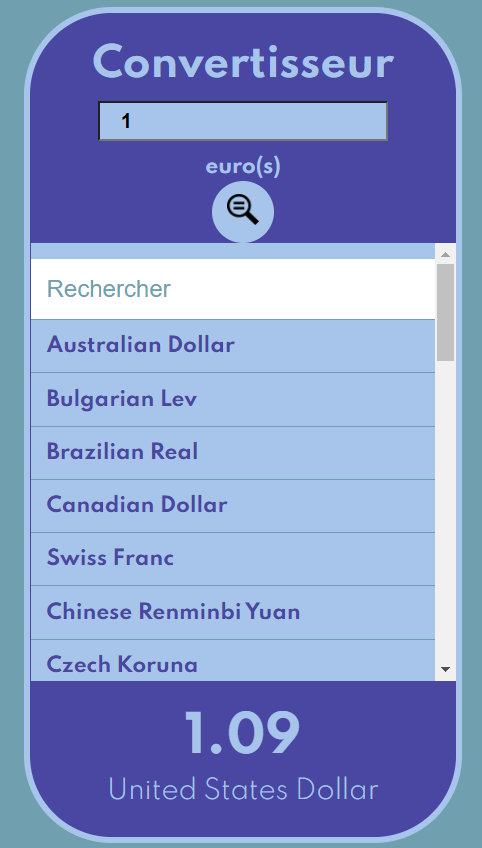 Convertisseur
1
euro(s)
Rechercher
Australian Dollar
Bulgarian Lev
Brazilian Real
Canadian Dollar
Swiss Franc
Chinese Renminbi Yuan
Czech Koruna
1.09
United States Dollar